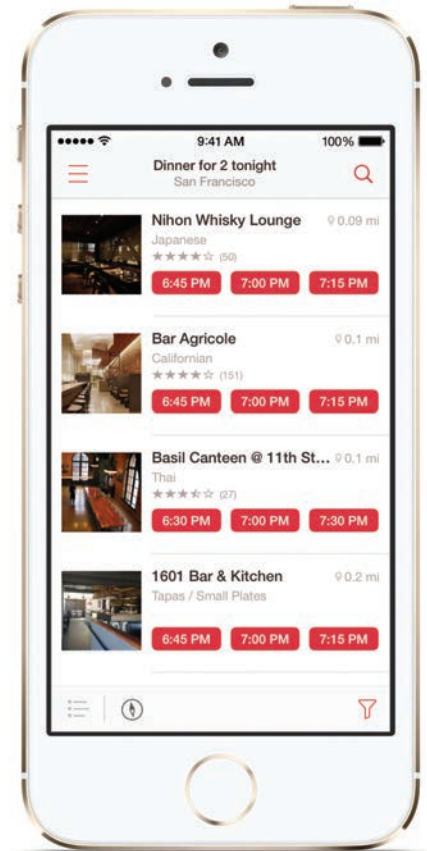 9:41 AM 100%
Dinner for 2 tonight
San Francisco
Nihon Whisky Lounge 0.09 mi
Japanese
(50)
6:45 PM 7:00 PM 7:15 PM
Bar Agricole 0.1 mi
Californian
(151)
6:45 PM 7:00 PM 7:15 PM
Basil Canteen @ 11th St... 0.1 mi
Thai
(27)
6:30 PM 7:00 PM 7:30 PM
1601 Bar & Kitchen 0.2 mi
Tapas / Small Plates
6:45 PM 7:00 PM 7:15 PM